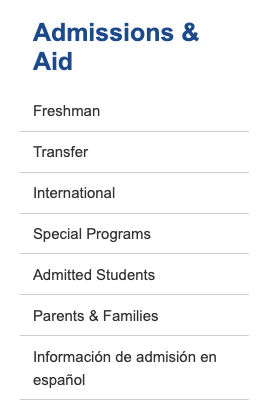 Admissions &
Aid
Freshman
Transfer
International
Special Programs
Admitted Students
Parents & Families
Información de admisión en
español